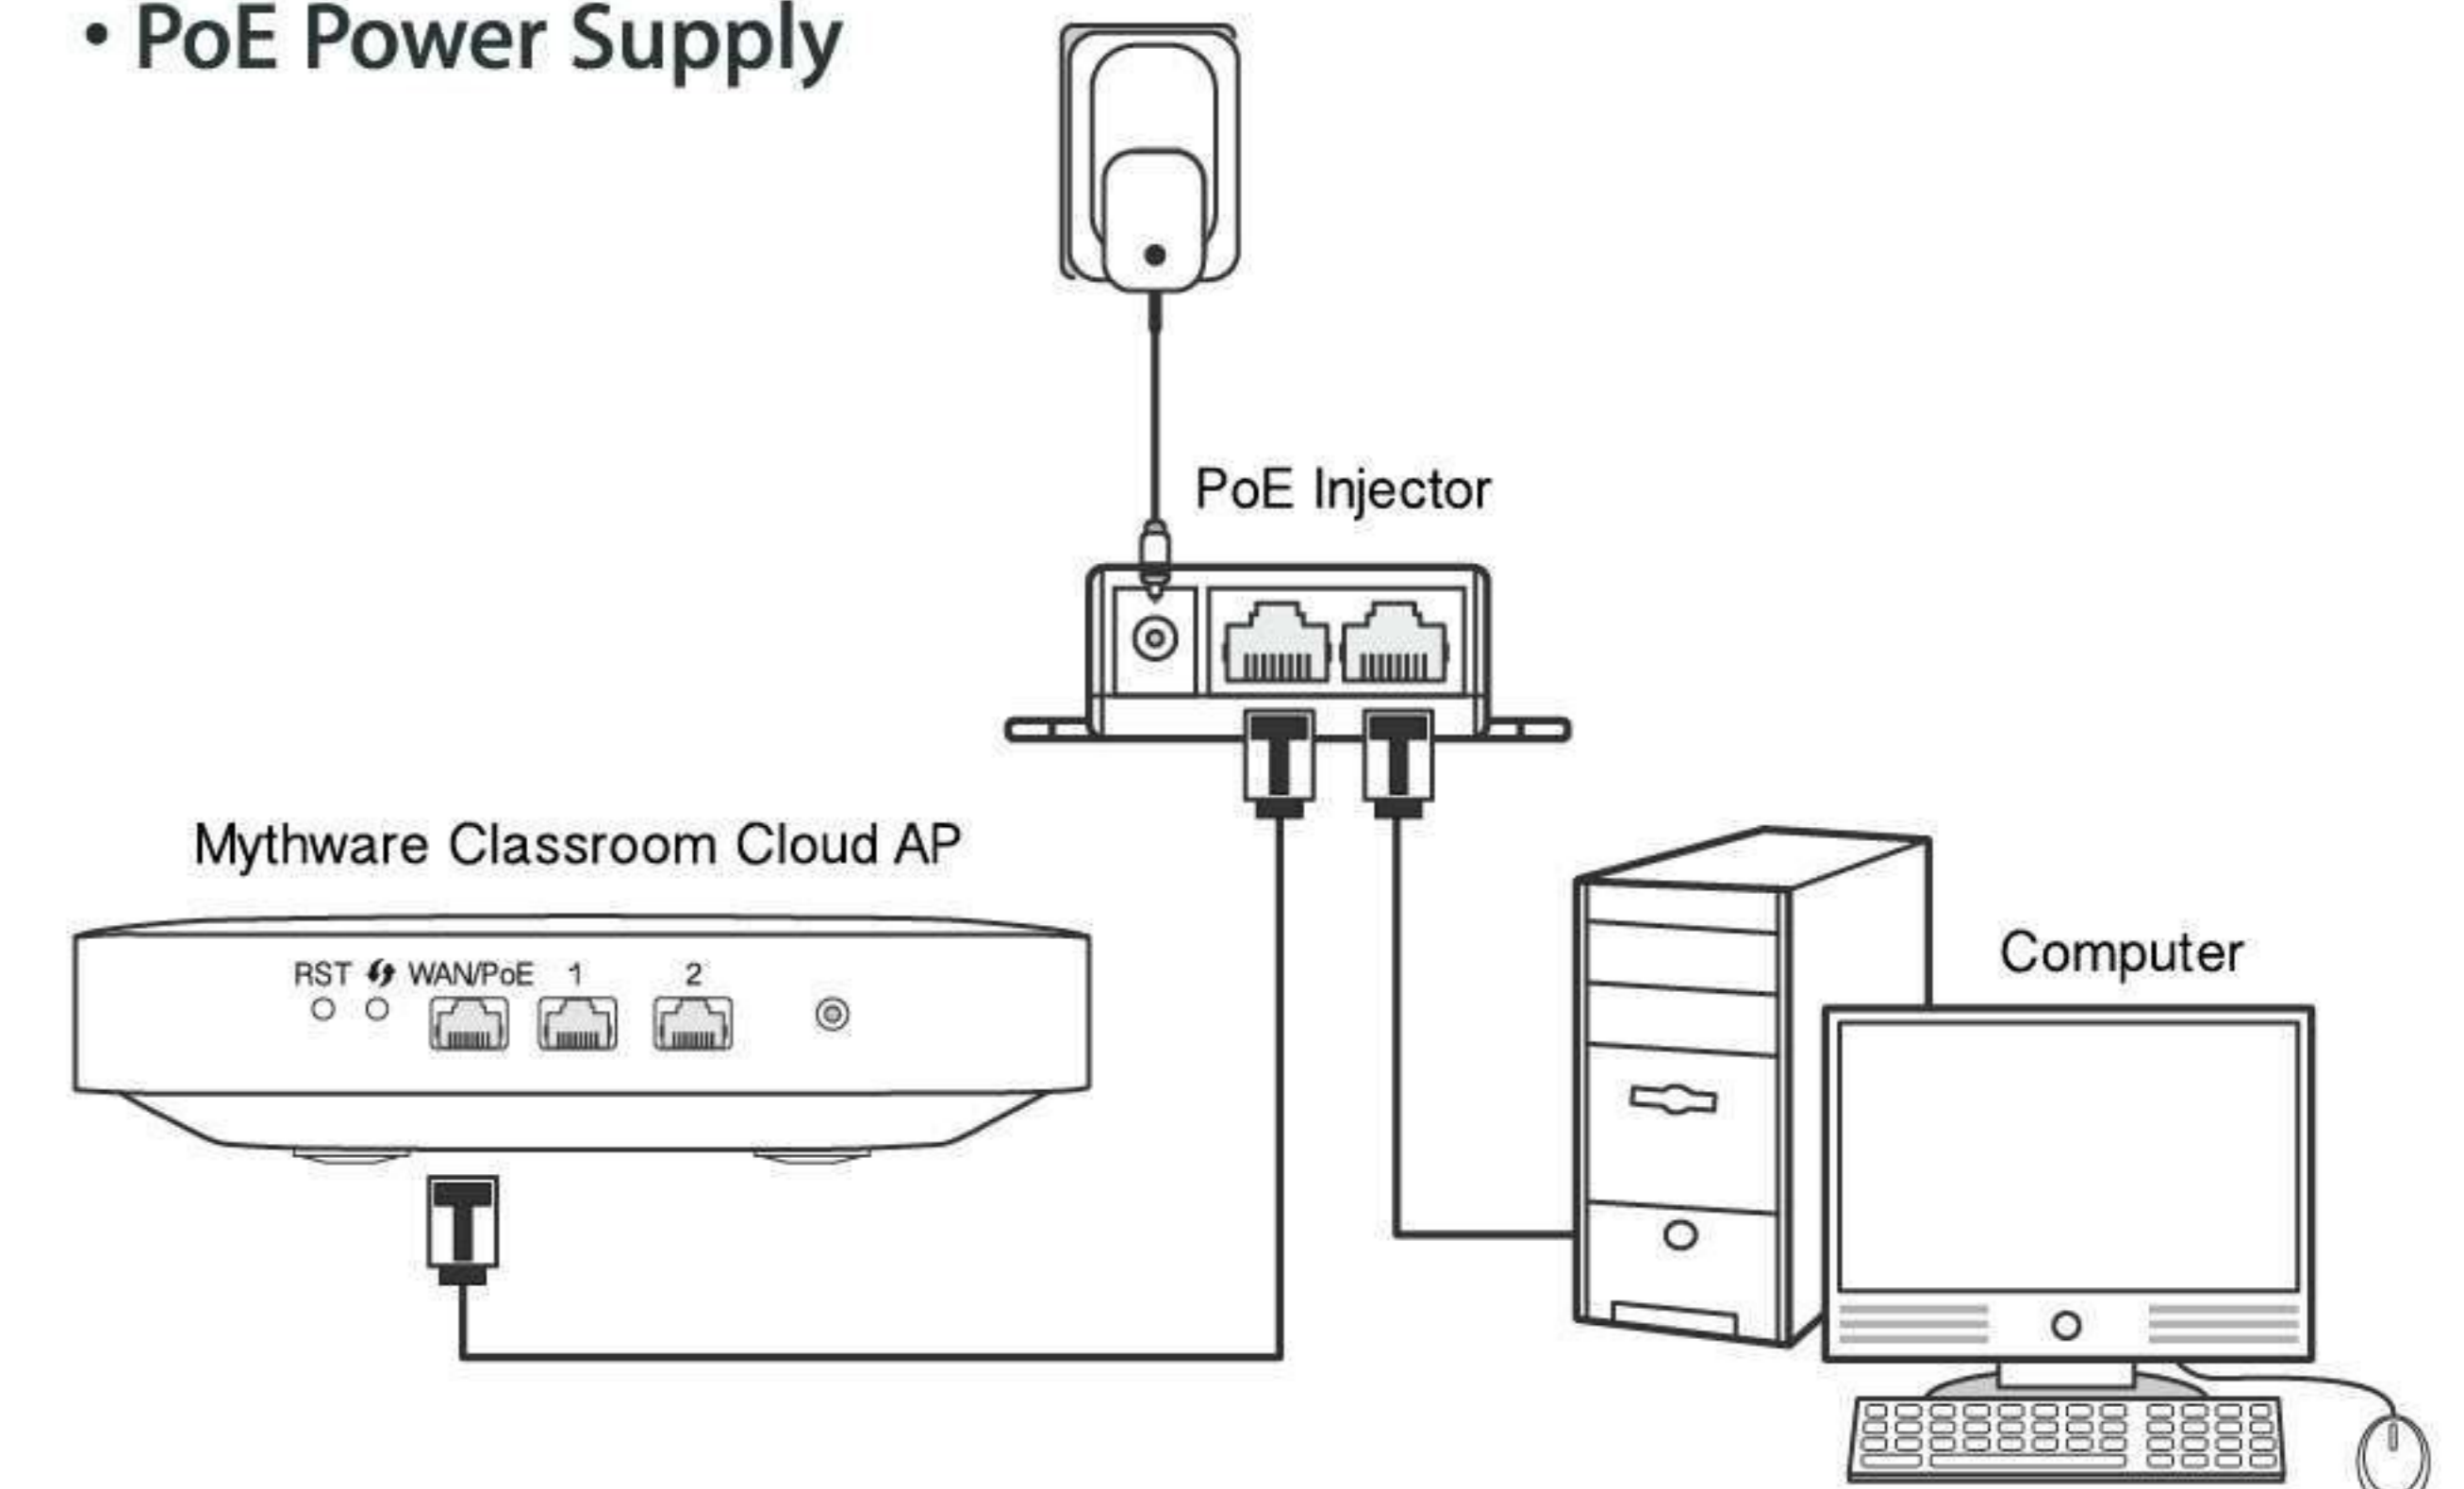 • PoE Power Supply
PoE Injector
Mythware Classroom Cloud AP
RST WAN/PoE 1 2
Computer